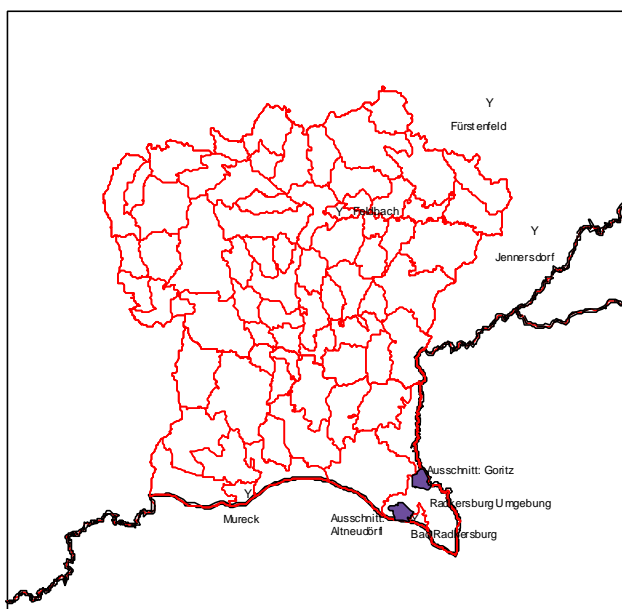 Y
Fürstenfeld
Y Feldbach
Y
Jennersdorf
Ausschnitt: Goritz
Y
Radkersburg Umgebung
Mureck
Ausschnitt:
Altneudörfl
Y
Bad Radkersburg